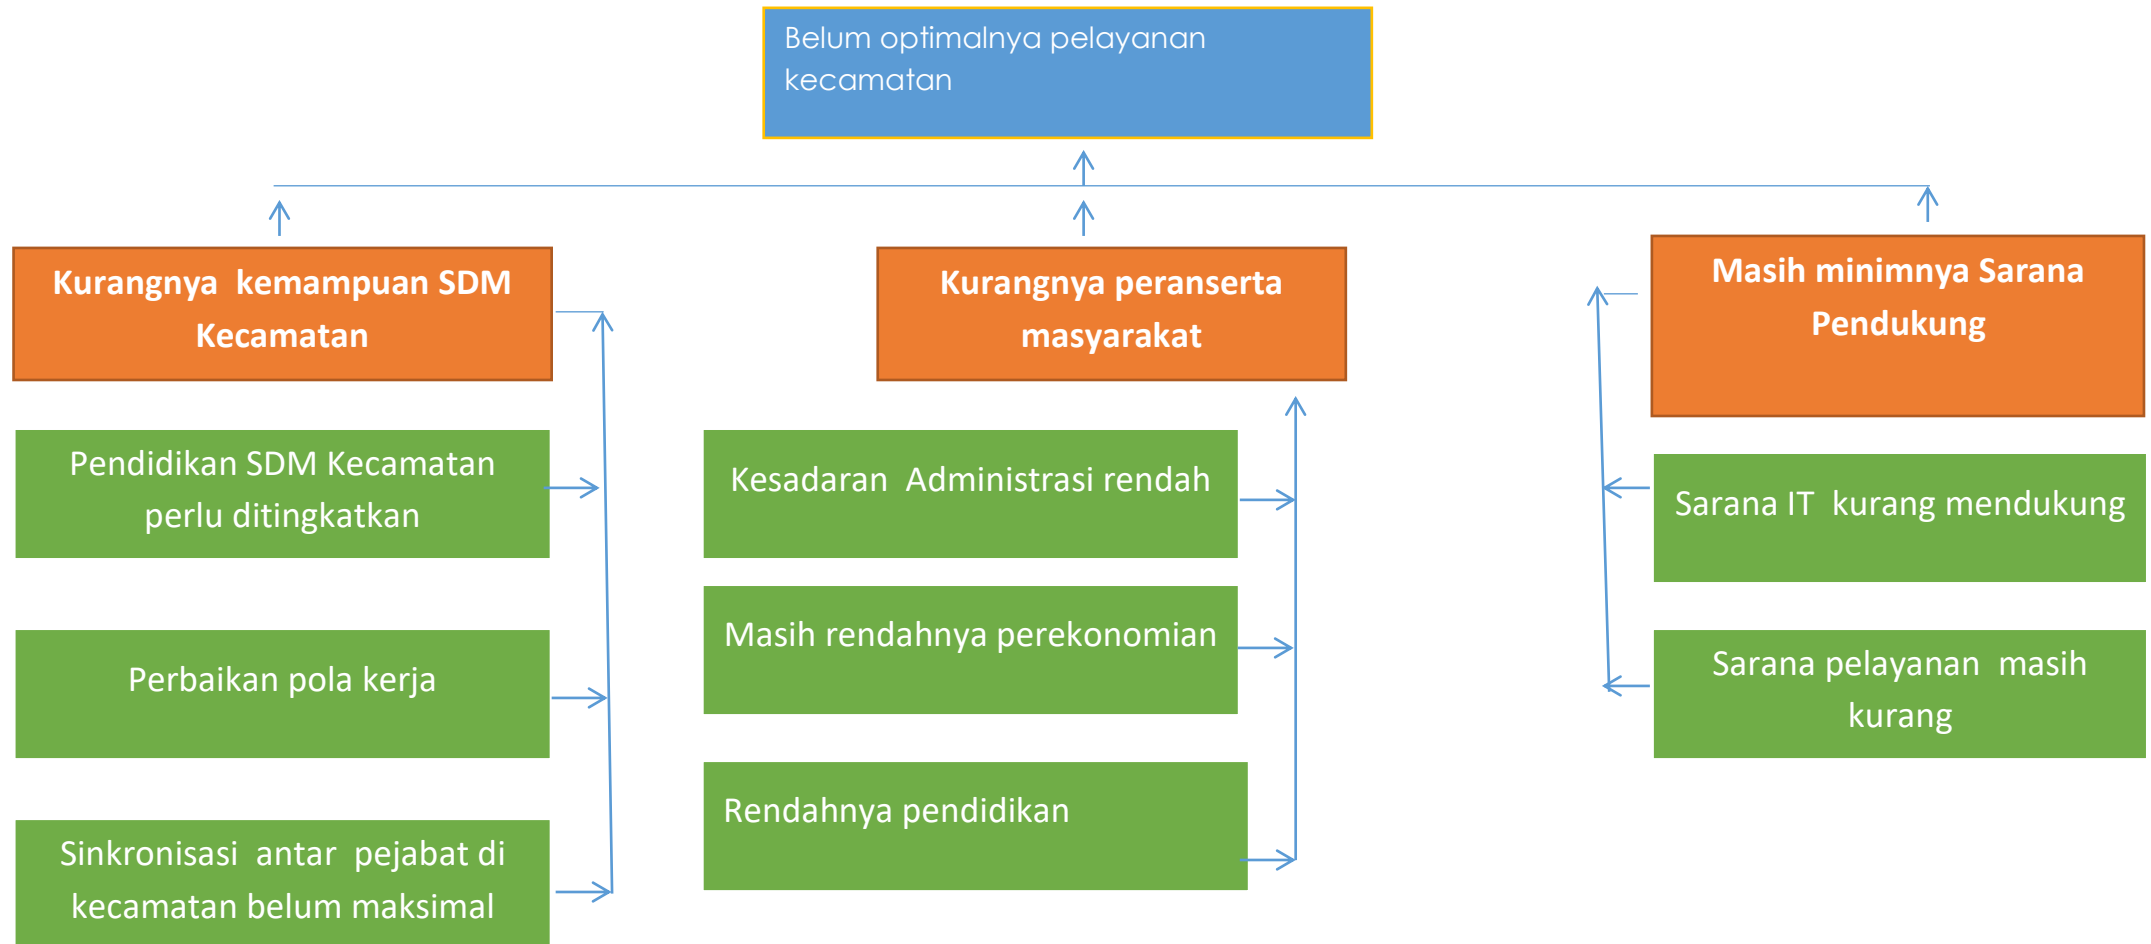 Belum optimalnya pelayanan
kecamatan
Kurangnya  kemampuan SDM
Kecamatan
Kurangnya peranserta
masyarakat
Masih minimnya Sarana
Pendukung
Pendidikan SDM Kecamatan
perlu ditingkatkan
Perbaikan pola kerja
Sinkronisasi  antar  pejabat di
kecamatan belum maksimal
Kesadaran  Administrasi rendah
Masih rendahnya perekonomian
Rendahnya pendidikan
Sarana IT  kurang mendukung
Sarana pelayanan  masih
kurang